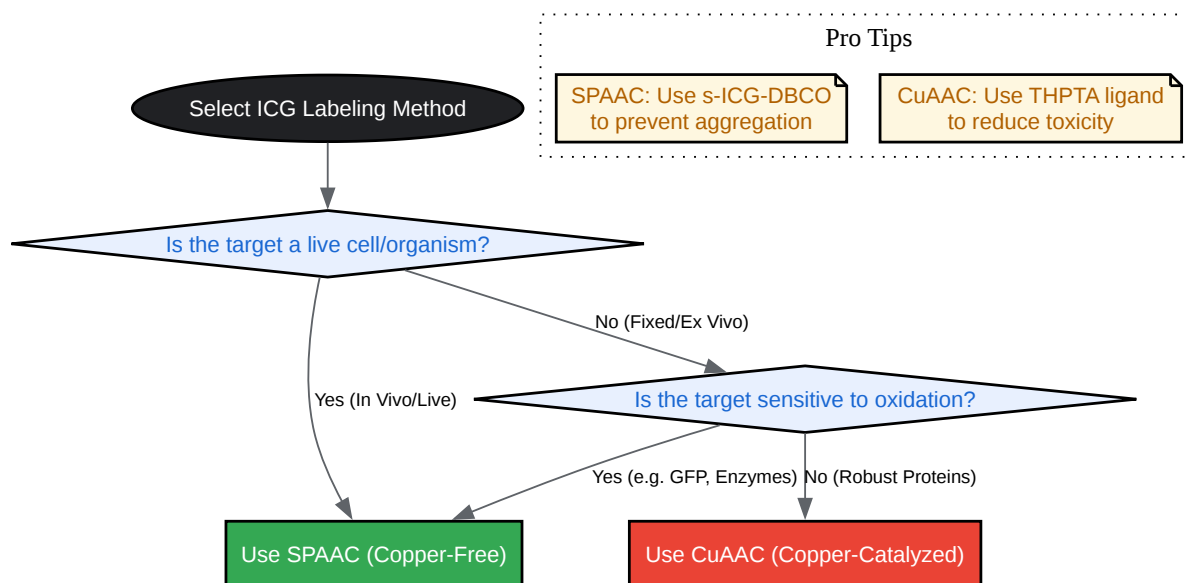 Pro Tips
Select ICG Labeling Method
SPAAC: Use s-ICG-DBCO
to prevent aggregation
CuAAC: Use THPTA ligand
to reduce toxicity
Is the target a live cell/organism?
No (Fixed/Ex Vivo)
Yes (In Vivo/Live)
Is the target sensitive to oxidation?
Yes (e.g. GFP, Enzymes)
No (Robust Proteins)
Use SPAAC (Copper-Free)
Use CuAAC (Copper-Catalyzed)